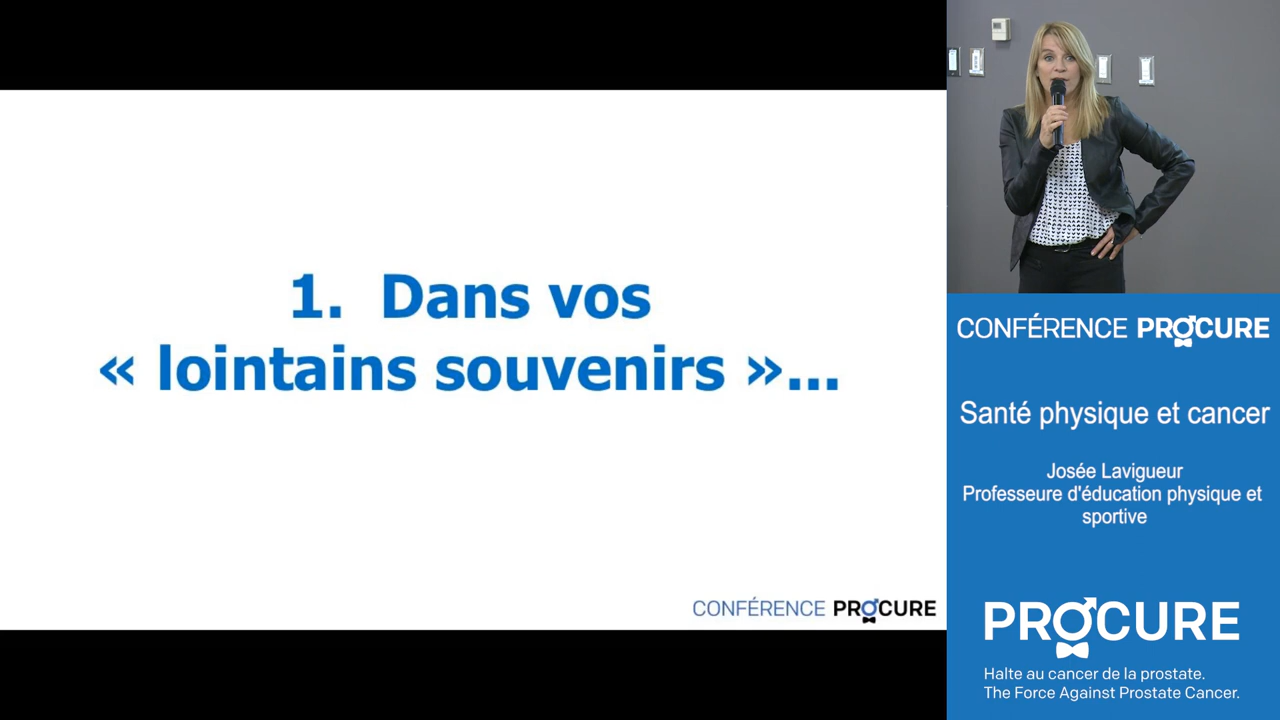 1. Dans vos
« lointains souvenirs »...
CONFÉRENCE PROCURE
CONFÉRENCE PROCURE
Santé physique et cancer
Josée Lavigueur
Professeure d'éducation physique et
sportive
PROCURE
Halte au cancer de la prostate.
The Force Against Prostate Cancer.